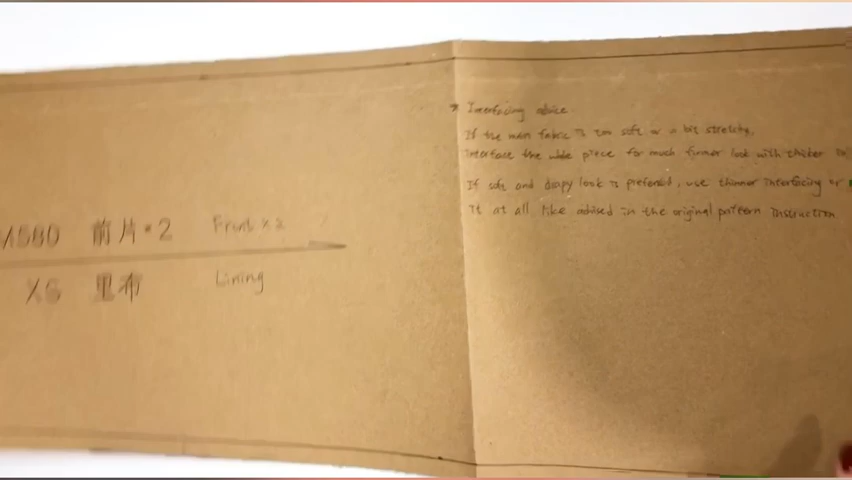 M580 前片×2 Front × 2
XS 里布 Lining
* Interfacing advice
If the main fabric is too soft or a bit stretchy,
interface the whole piece for much firmer look with thicker
If soft and drapy look is preferred, use thinner interfacing or
it at all like advised in the original pattern instruction